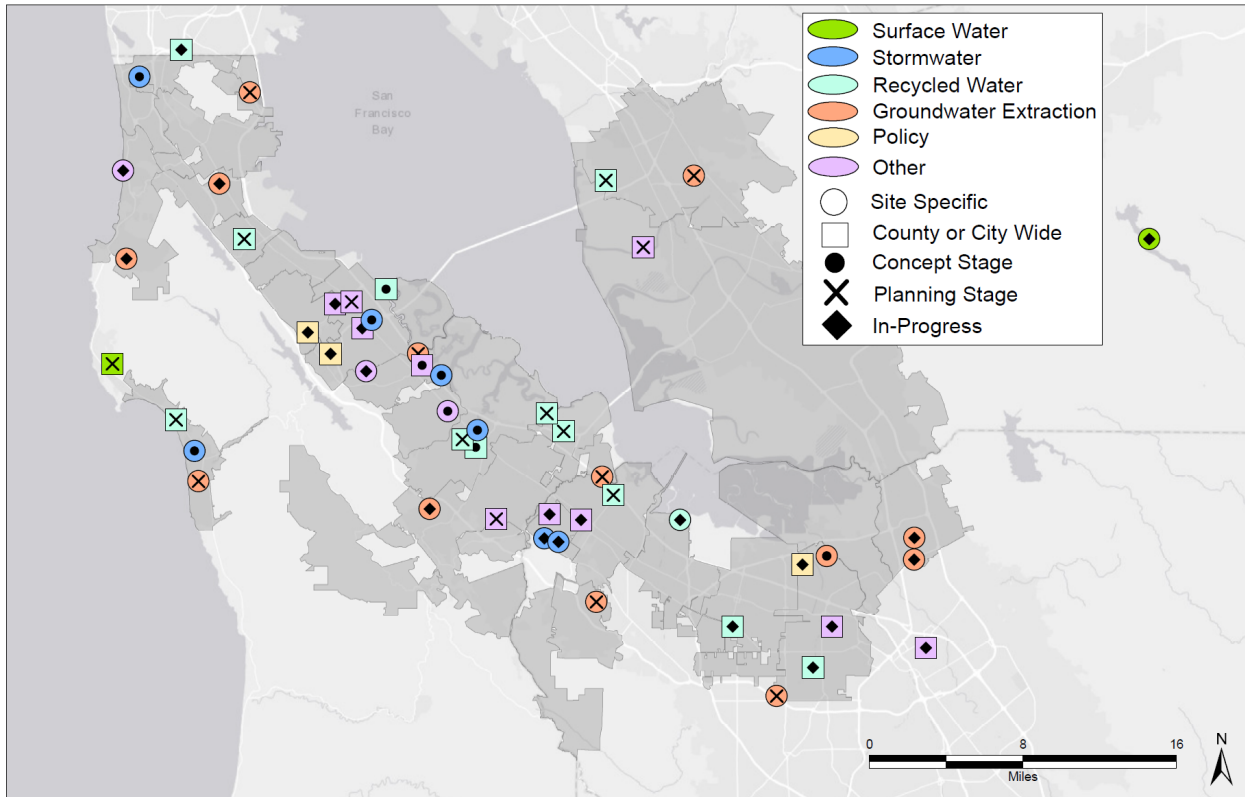 San
Francisco
Bay
Surface Water
Stormwater
Recycled Water
Groundwater Extraction
Policy
Other
Site Specific
County or City Wide
Concept Stage
Planning Stage
In-Progress
0 8 16
Miles
N